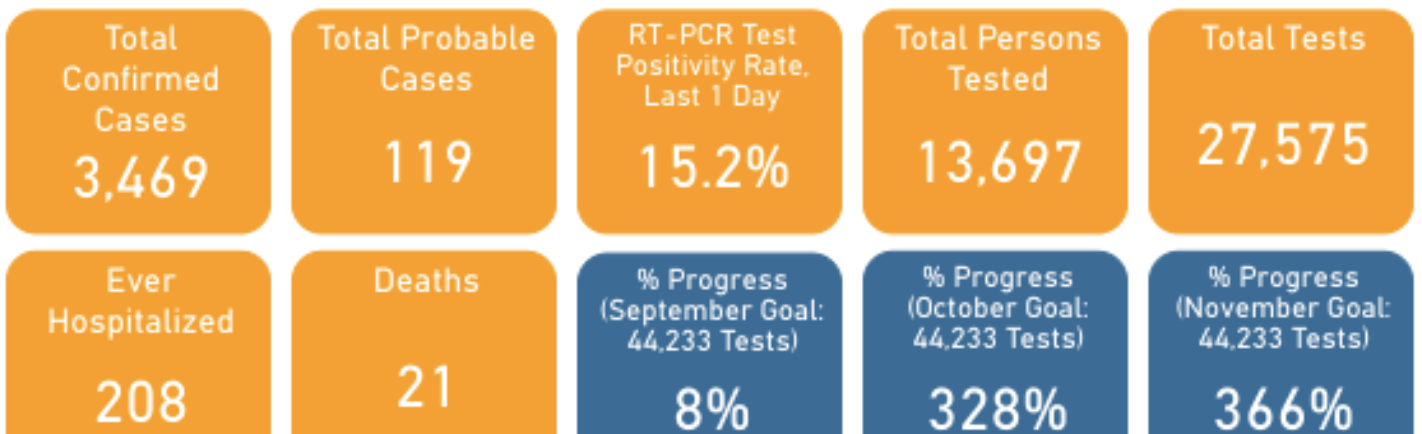 Total
Confirmed
Cases
3,469
Total Probable
Cases
119
RT-PCR Test
Positivity Rate,
Last 1 Day
15.2%
Total Persons
Tested
13,697
Total Tests
27,575
Ever
Hospitalized
208
Deaths
21
% Progress
(September Goal:
44,233 Tests)
8%
% Progress
(October Goal:
44,233 Tests)
328%
% Progress
(November Goal:
44,233 Tests)
366%